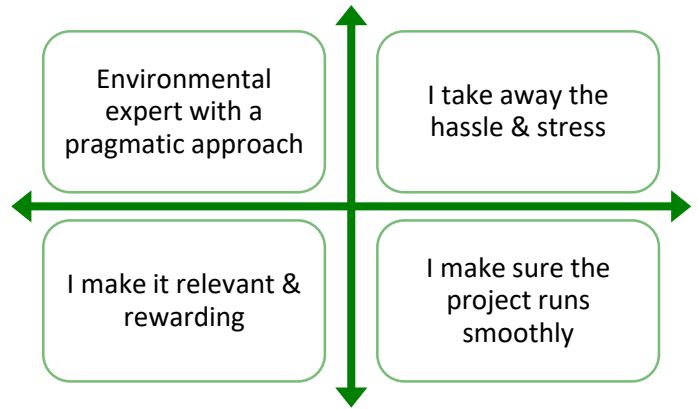 Environmental
expert with a
pragmatic approach
I take away the
hassle & stress
I make it relevant &
rewarding
I make sure the
project runs
smoothly